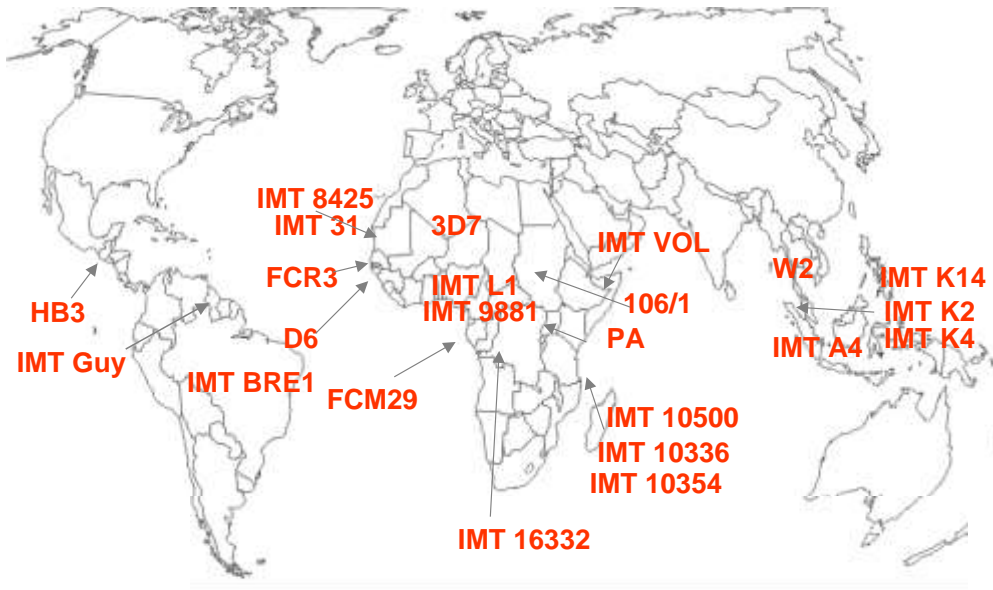 IMT 8425
IMT 31
3D7
IMT VOL
FCR3
IMT L1
W2
IMT K14
HB3
IMT 9881
106/1
IMT K2
D6
PA
IMT A4
IMT K4
IMT Guy
IMT BRE1
FCM29
IMT 10500
IMT 10336
IMT 10354
IMT 16332